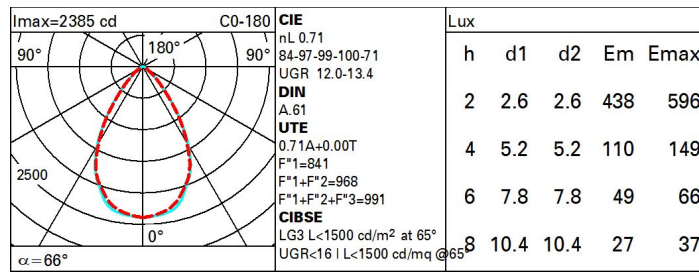 Imax=2385 cd C0-180
90° 180° 90°
2500
0°
α=66°
CIE
nL 0.71
84-97-99-100-71
UGR 12.0-13.4
DIN
A.61
UTE
0.71A+0.00T
F"1=841
F"1+F"2=968
F"1+F"2+F"3=991
CIBSE
LG3 L<1500 cd/m² at 65°
UGR<16 | L<1500 cd/mq @65°
Lux
h d1 d2 Em Emax
2 2.6 2.6 438 596
4 5.2 5.2 110 149
6 7.8 7.8 49 66
8 10.4 10.4 27 37